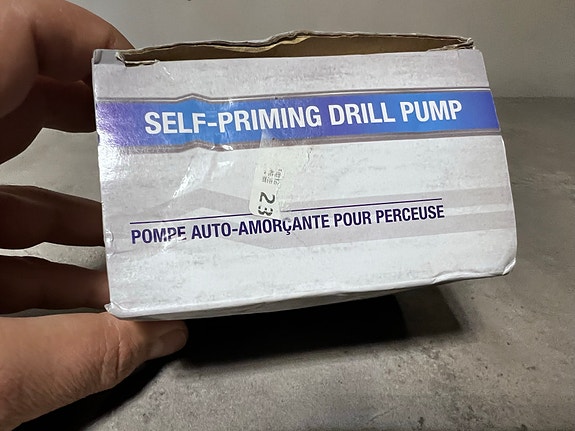 SELF-PRIMING DRILL PUMP
23
POMPE AUTO-AMORÇANTE POUR PERCEUSE